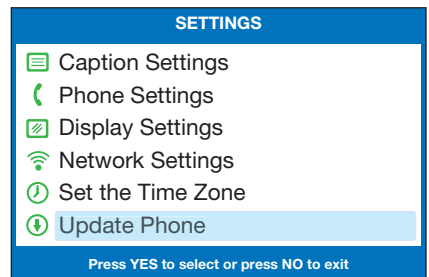 SETTINGS
Caption Settings
Phone Settings
Display Settings
Network Settings
Set the Time Zone
Update Phone
Press YES to select or press NO to exit